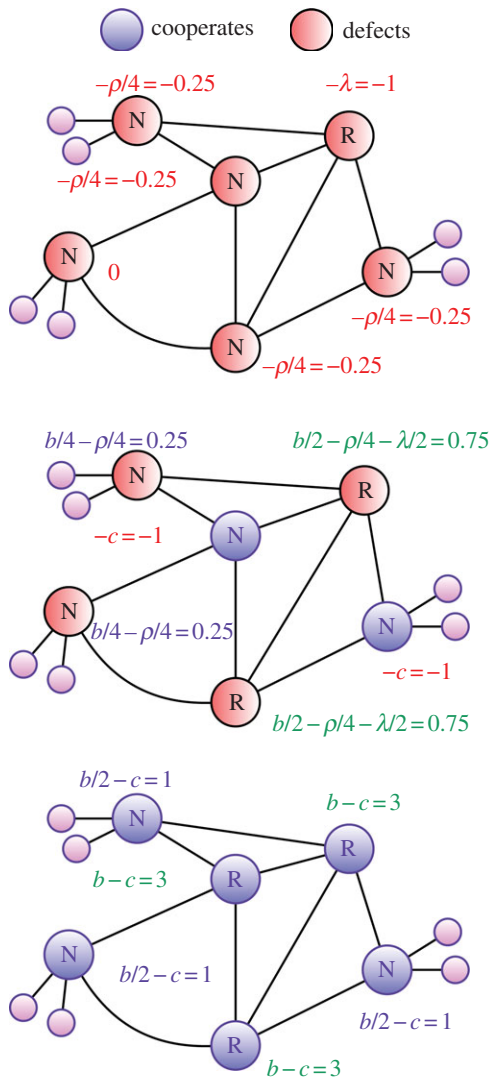 cooperates defects
−ρ/4 = −0.25 −λ = −1
N R
−ρ/4 = −0.25 N
N 0 N
−ρ/4 = −0.25
N −ρ/4 = −0.25
b/4 − ρ/4 = 0.25 b/2 − ρ/4 − λ/2 = 0.75
N R
−c = −1 N
N b/4 − ρ/4 = 0.25 N
−c = −1
R
b/2 − ρ/4 − λ/2 = 0.75
b/2 − c = 1 b − c = 3
N R
b − c = 3 R
N b/2 − c = 1 N
b/2 − c = 1
R b − c = 3